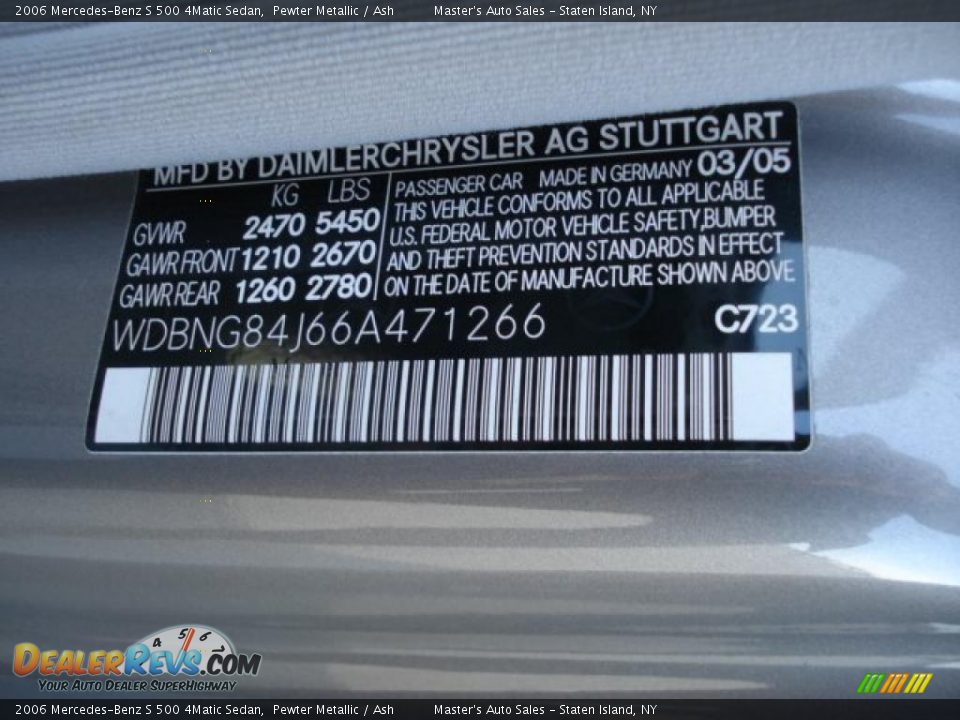 2006 Mercedes-Benz S 500 4Matic Sedan, Pewter Metallic / Ash Master's Auto Sales - Staten Island, NY
MFD BY DAIMLERCHRYSLER AG STUTTGART
KG LBS
GVWR 2470 5450
GAWR FRONT 1210 2670
GAWR REAR 1260 2780
PASSENGER CAR MADE IN GERMANY 03/05
THIS VEHICLE CONFORMS TO ALL APPLICABLE
U.S. FEDERAL MOTOR VEHICLE SAFETY,BUMPER
AND THEFT PREVENTION STANDARDS IN EFFECT
ON THE DATE OF MANUFACTURE SHOWN ABOVE
WDBNG84J66A471266 C723
4 5 6
DEALERREVS.COM
YOUR AUTO DEALER SUPERHIGHWAY
2006 Mercedes-Benz S 500 4Matic Sedan, Pewter Metallic / Ash Master's Auto Sales - Staten Island, NY